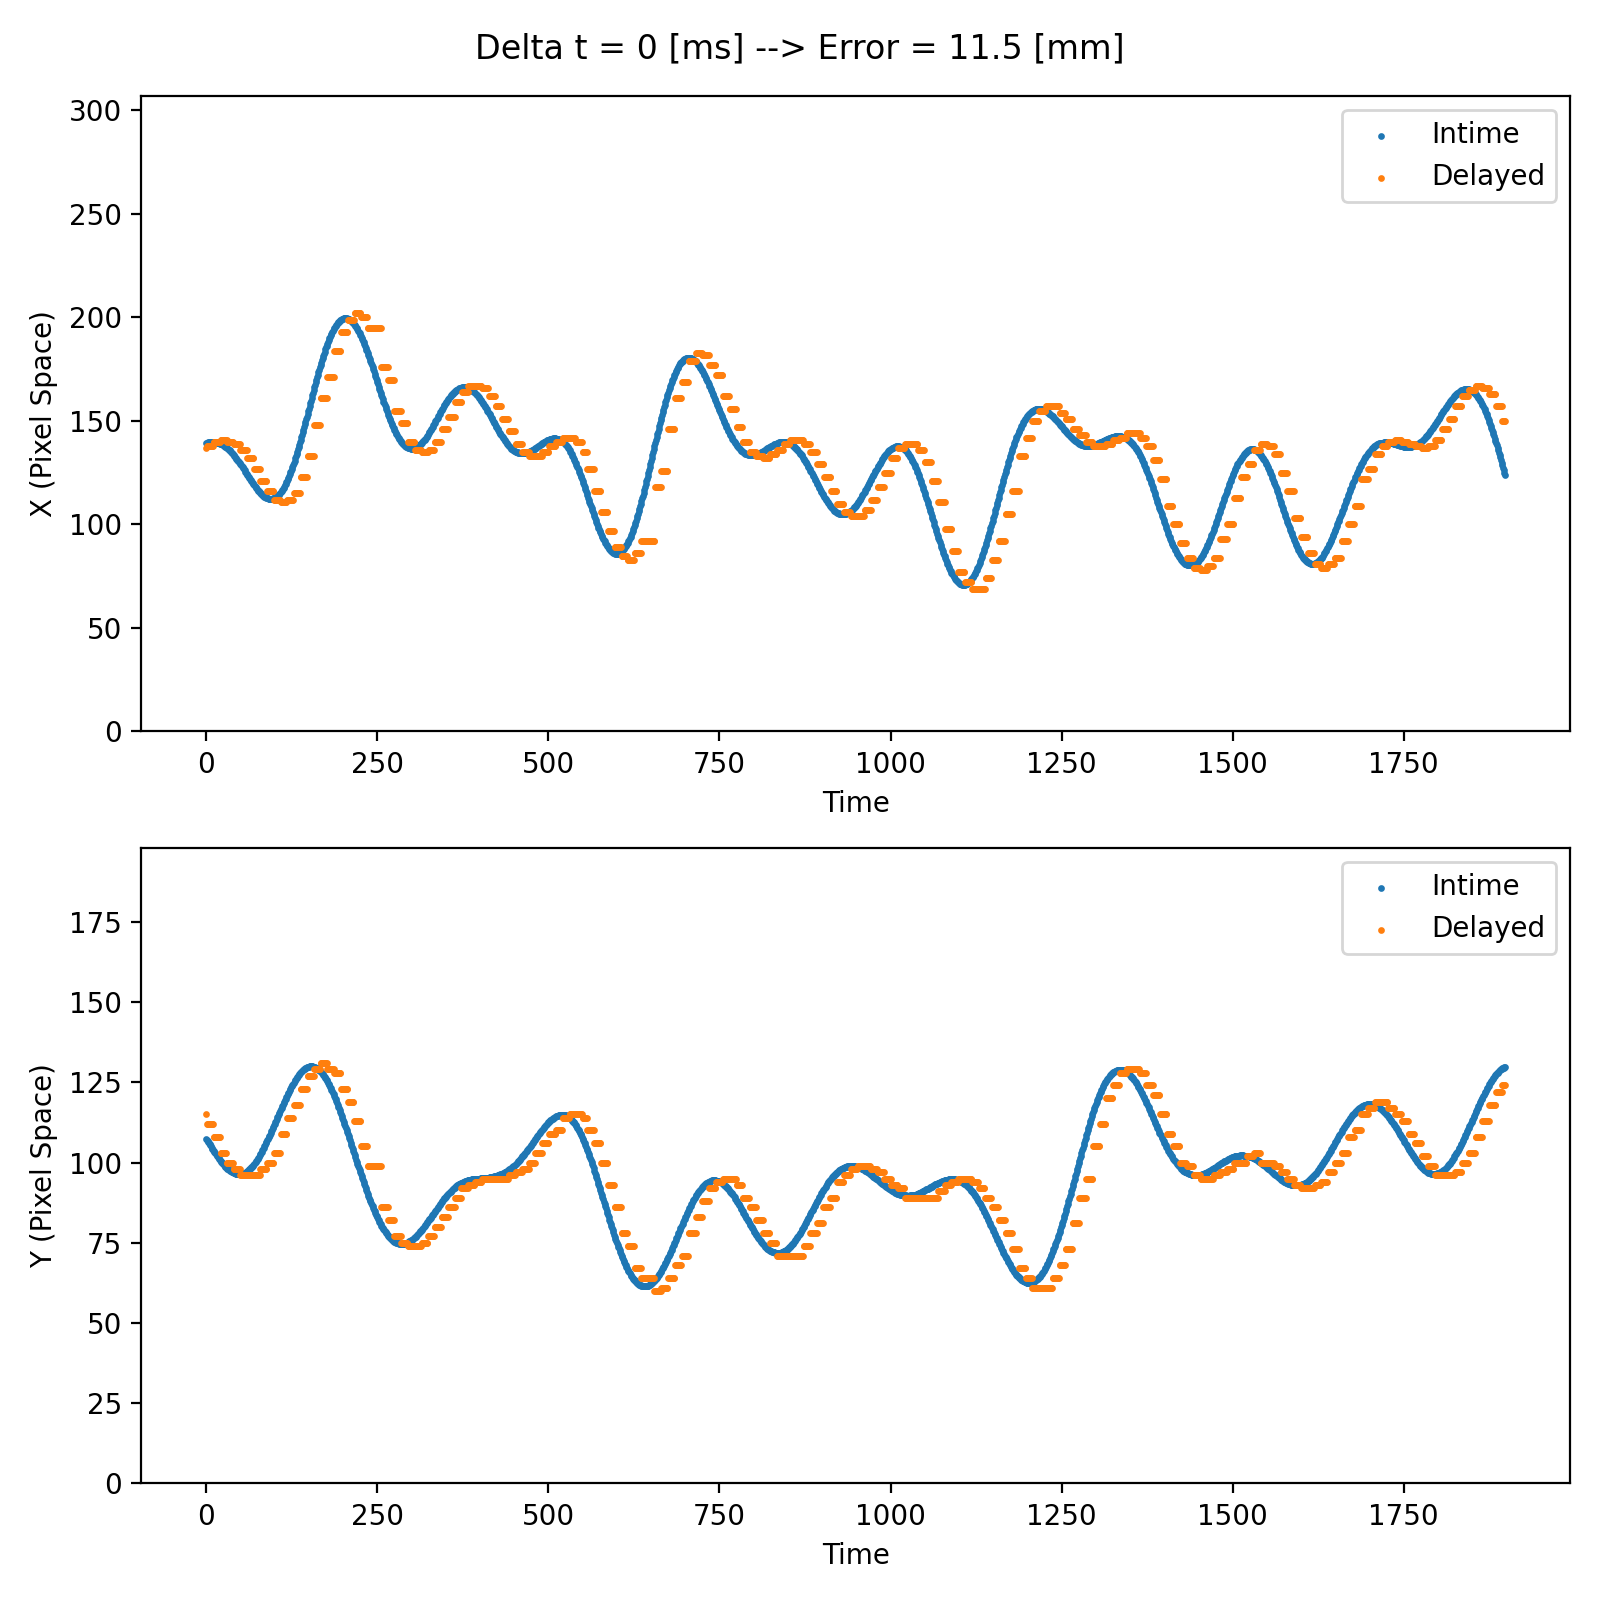 Delta t = 0 [ms] --> Error = 11.5 [mm]
300
250
200
150
100
50
0
X (Pixel Space)
Intime
Delayed
0 250 500 750 1000 1250 1500 1750
Time
175
150
125
100
75
50
25
0
Y (Pixel Space)
Intime
Delayed
0 250 500 750 1000 1250 1500 1750
Time